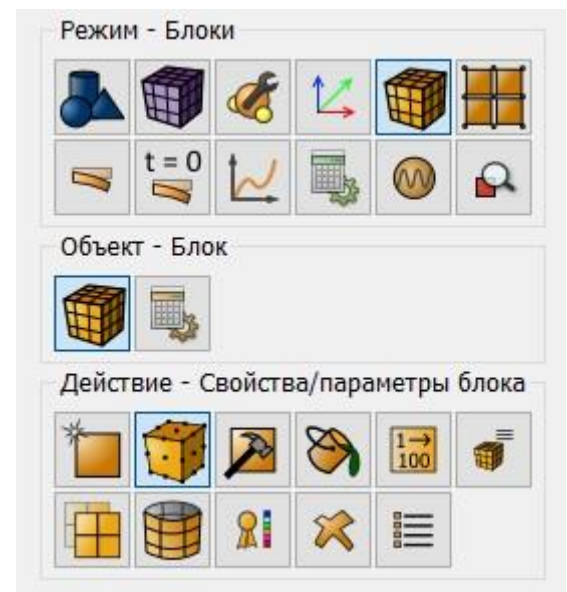 Режим - Блоки
t = 0
Объект - Блок
Действие - Свойства/параметры блока
1→
100